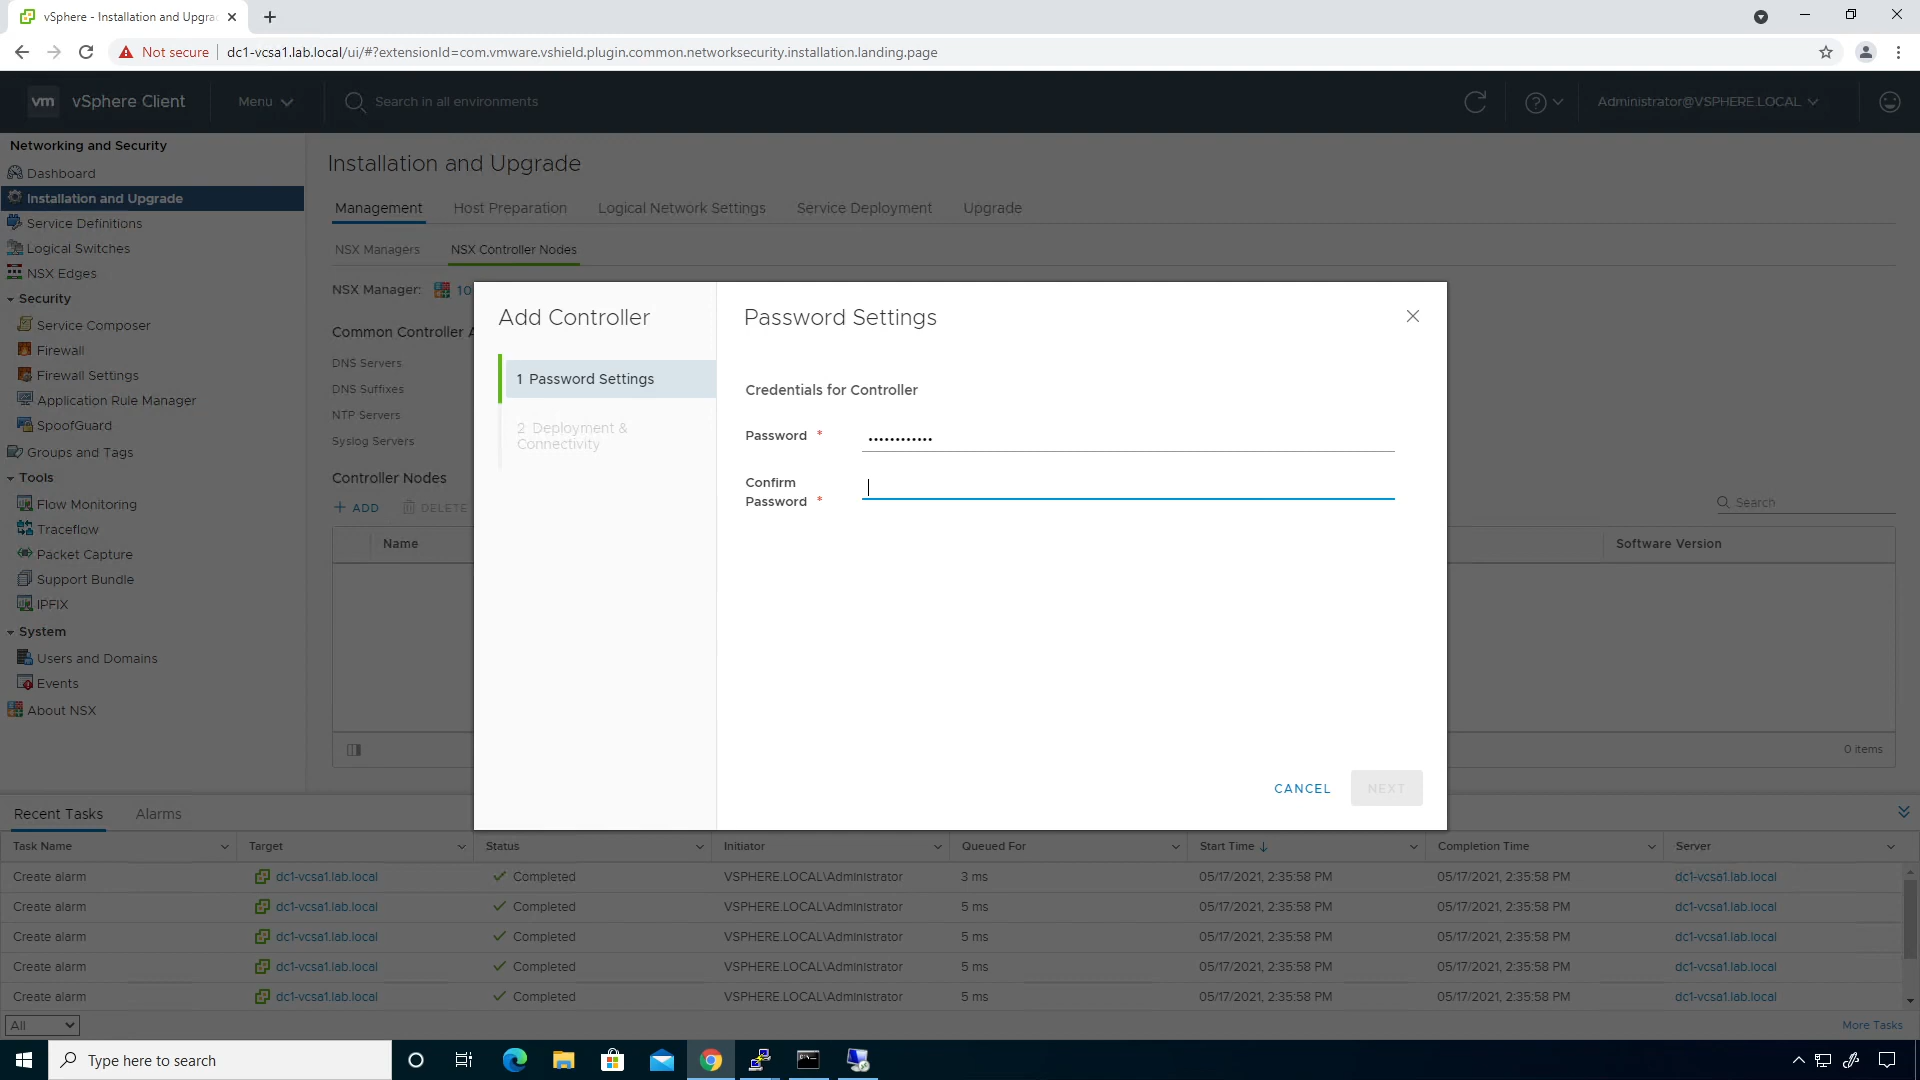 vSphere - Installation and Upgra
Not secure
dc1-vcsa1.lab.local/ui/#?extensionId=com.vmware.vshield.plugin.common.networksecurity.installation.landing.page
vm vSphere Client
Menu
Search in all environments
Administrator@VSPHERE.LOCAL
Networking and Security
Dashboard
Installation and Upgrade
Service Definitions
Logical Switches
NSX Edges
Security
Service Composer
Firewall
Firewall Settings
Application Rule Manager
SpoofGuard
Groups and Tags
Tools
Flow Monitoring
Traceflow
Packet Capture
Support Bundle
IPFIX
System
Users and Domains
Events
About NSX
Installation and Upgrade
Management Host Preparation Logical Network Settings Service Deployment Upgrade
NSX Managers NSX Controller Nodes
NSX Manager: 10
Common Controller A
DNS Servers
DNS Suffixes
NTP Servers
Syslog Servers
Controller Nodes
+ ADD DELETE
Search
Name
Software Version
0 items
Add Controller
1 Password Settings
2 Deployment &
Connectivity
Password Settings
Credentials for Controller
Password * ••••••••••••
Confirm
Password *
CANCEL NEXT
Recent Tasks Alarms
Task Name Target Status Initiator Queued For Start Time ↓ Completion Time Server
Create alarm dc1-vcsa1.lab.local Completed VSPHERE.LOCAL\Administrator 3 ms 05/17/2021, 2:35:58 PM 05/17/2021, 2:35:58 PM dc1-vcsa1.lab.local
Create alarm dc1-vcsa1.lab.local Completed VSPHERE.LOCAL\Administrator 5 ms 05/17/2021, 2:35:58 PM 05/17/2021, 2:35:58 PM dc1-vcsa1.lab.local
Create alarm dc1-vcsa1.lab.local Completed VSPHERE.LOCAL\Administrator 5 ms 05/17/2021, 2:35:58 PM 05/17/2021, 2:35:58 PM dc1-vcsa1.lab.local
Create alarm dc1-vcsa1.lab.local Completed VSPHERE.LOCAL\Administrator 5 ms 05/17/2021, 2:35:58 PM 05/17/2021, 2:35:58 PM dc1-vcsa1.lab.local
Create alarm dc1-vcsa1.lab.local Completed VSPHERE.LOCAL\Administrator 5 ms 05/17/2021, 2:35:58 PM 05/17/2021, 2:35:58 PM dc1-vcsa1.lab.local
All
More Tasks
Type here to search